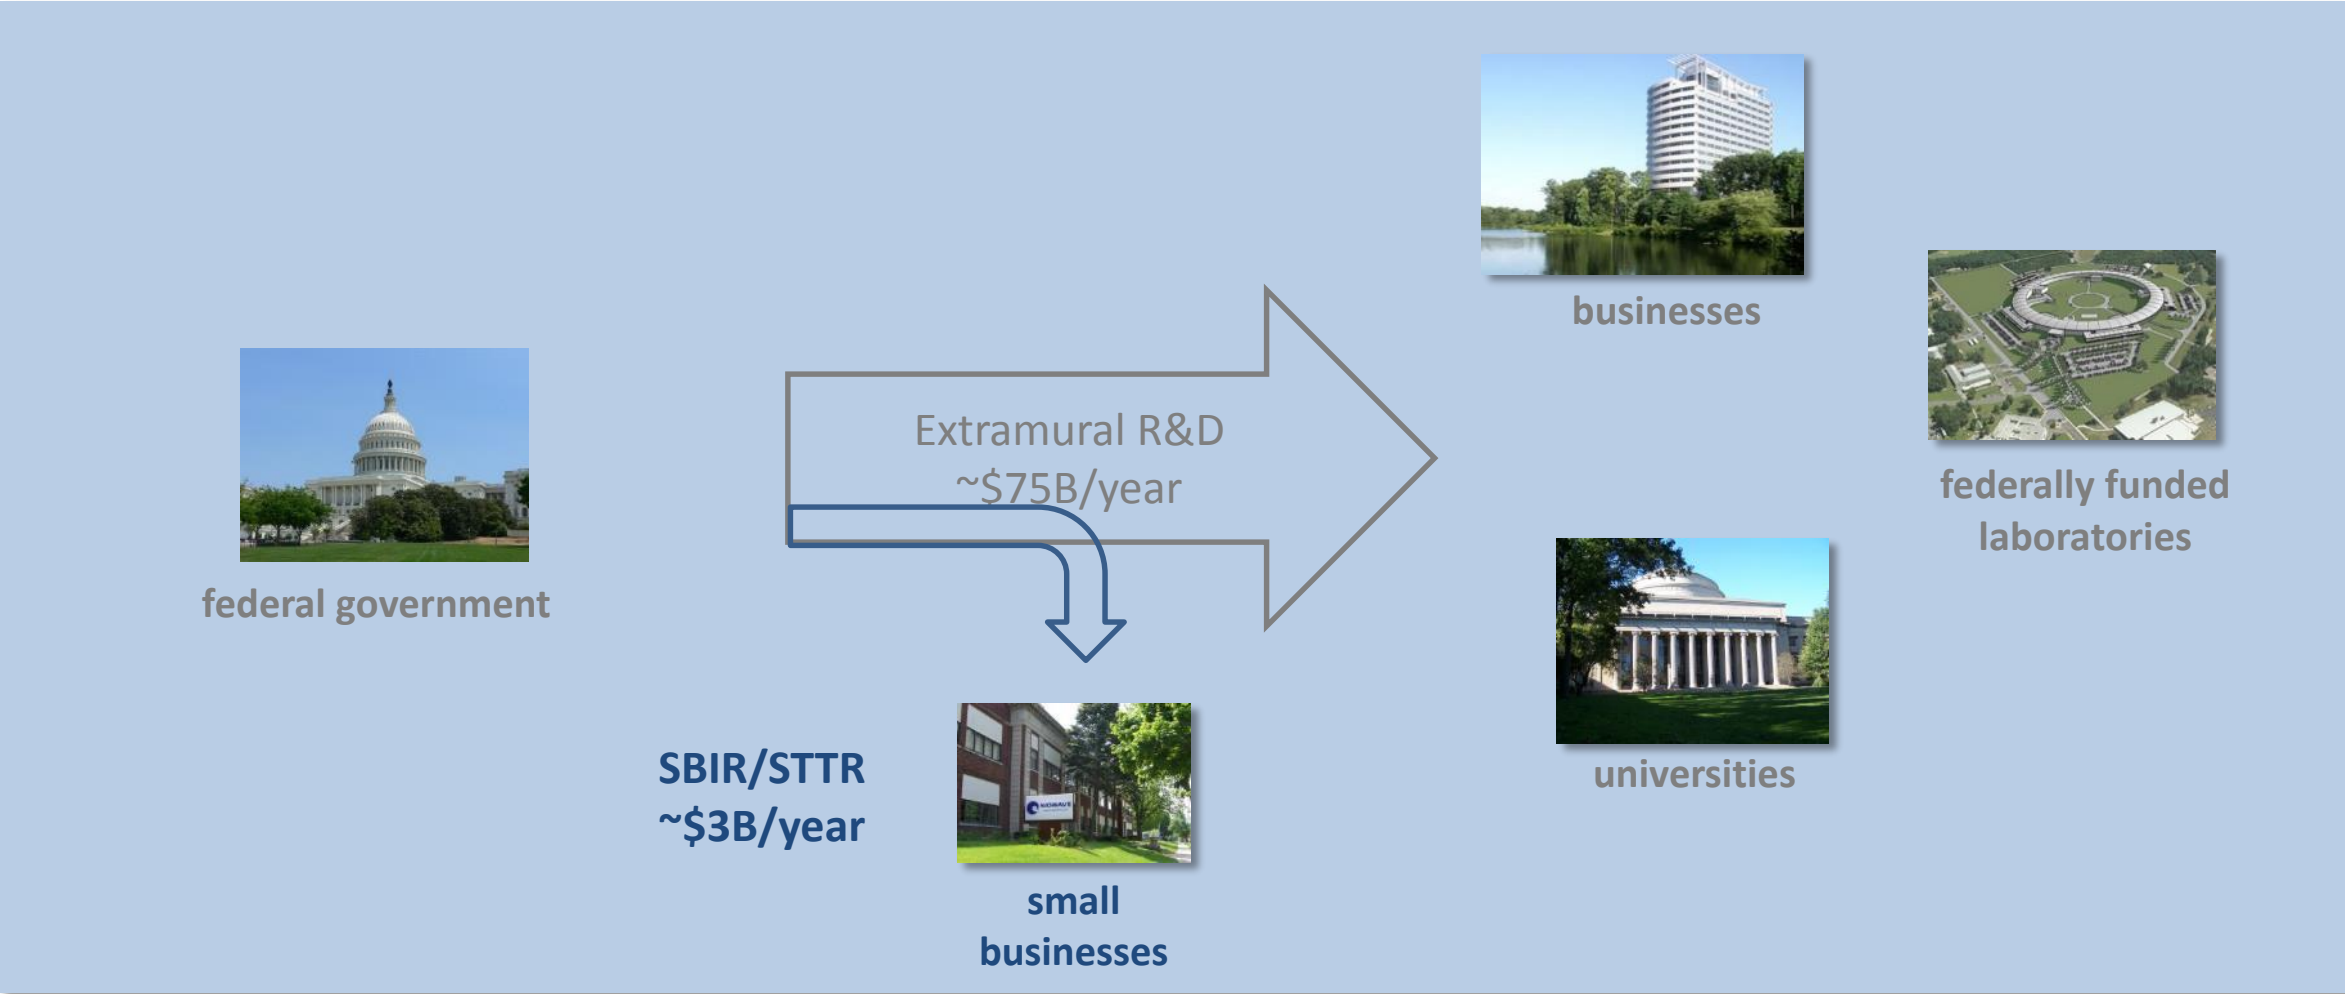 businesses
Extramural R&D
~$75B/year
federally funded
laboratories
federal government
universities
SBIR/STTR
~$3B/year
small
businesses